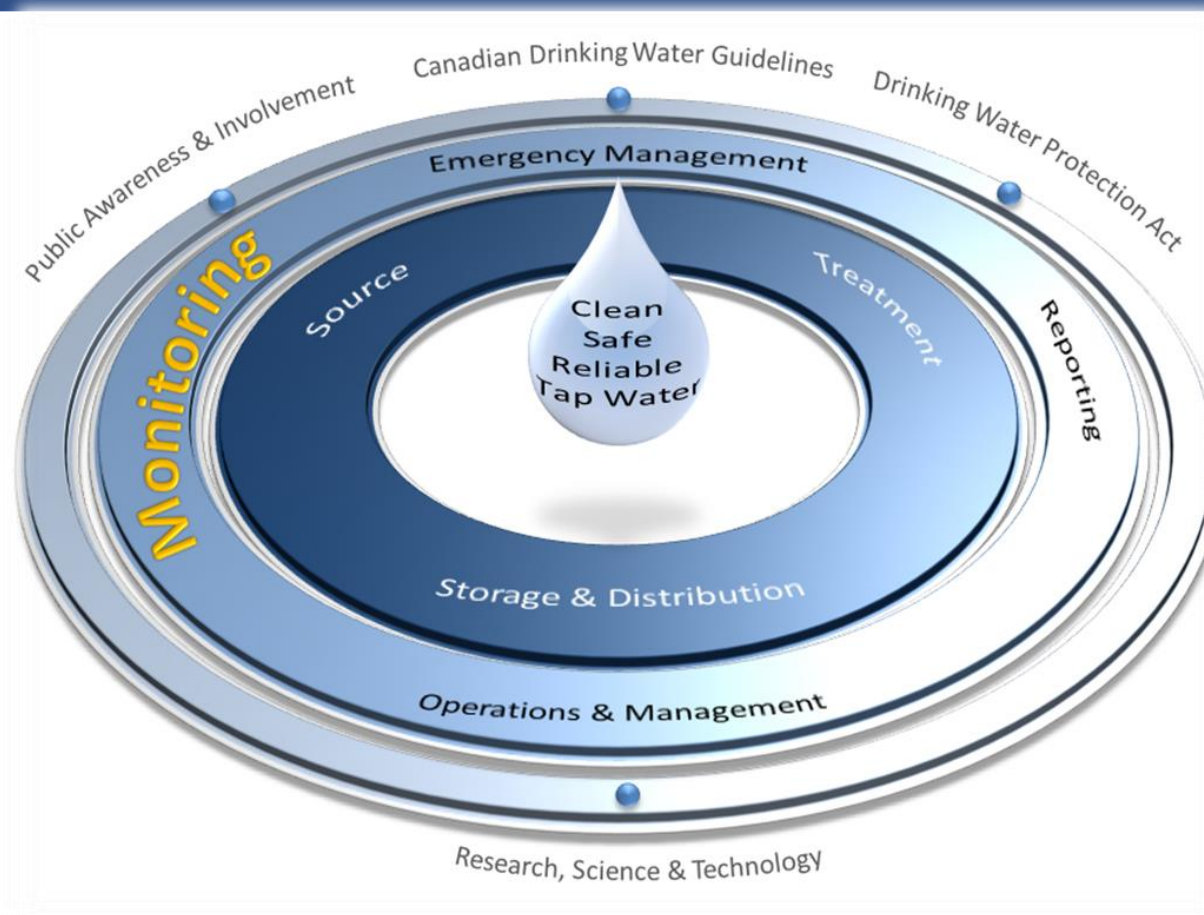 Canadian Drinking Water Guidelines
Public Awareness & Involvement
Drinking Water Protection Act
Emergency Management
Monitoring
Source
Treatment
Reporting
Clean
Safe
Reliable
Tap Water
Storage & Distribution
Operations & Management
Research, Science & Technology